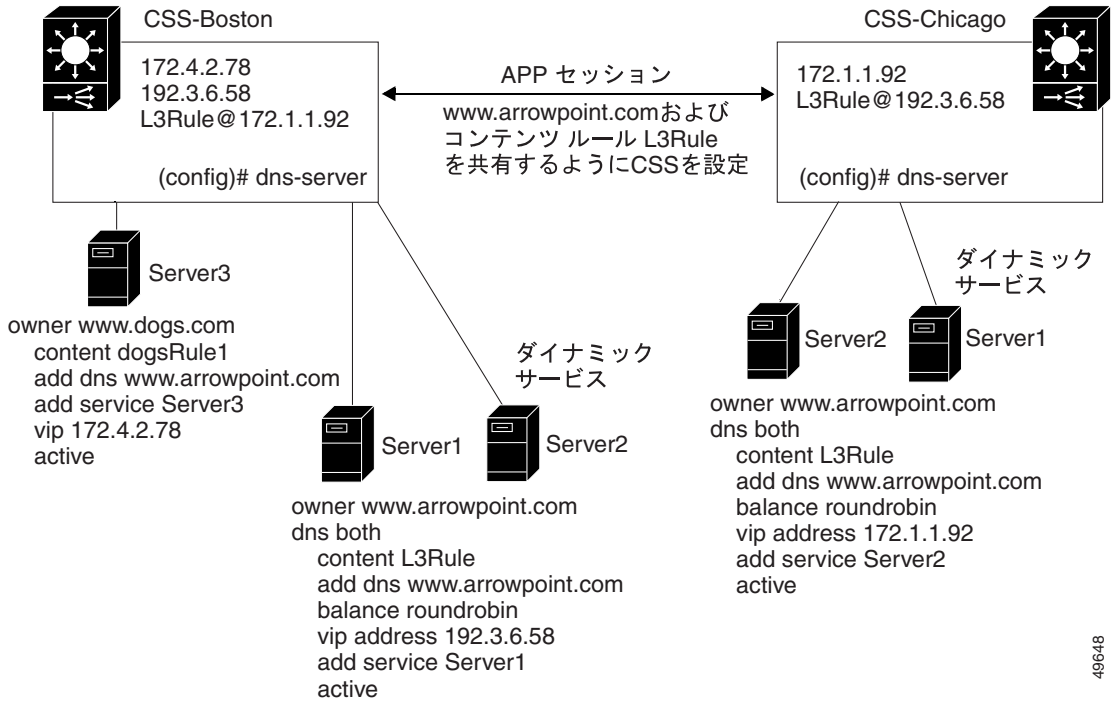 CSS-Boston
172.4.2.78
192.3.6.58
L3Rule@172.1.1.92
(config)# dns-server
APP セッション
www.arrowpoint.comおよび
コンテンツ ルール L3Rule
を共有するようにCSSを設定
CSS-Chicago
172.1.1.92
L3Rule@192.3.6.58
(config)# dns-server
Server3
owner www.dogs.com
content dogsRule1
add dns www.arrowpoint.com
add service Server3
vip 172.4.2.78
active
ダイナミック
サービス
Server1
Server2
owner www.arrowpoint.com
dns both
content L3Rule
add dns www.arrowpoint.com
balance roundrobin
vip address 192.3.6.58
add service Server1
active
ダイナミック
サービス
Server2
Server1
owner www.arrowpoint.com
dns both
content L3Rule
add dns www.arrowpoint.com
balance roundrobin
vip address 172.1.1.92
add service Server2
active
49648